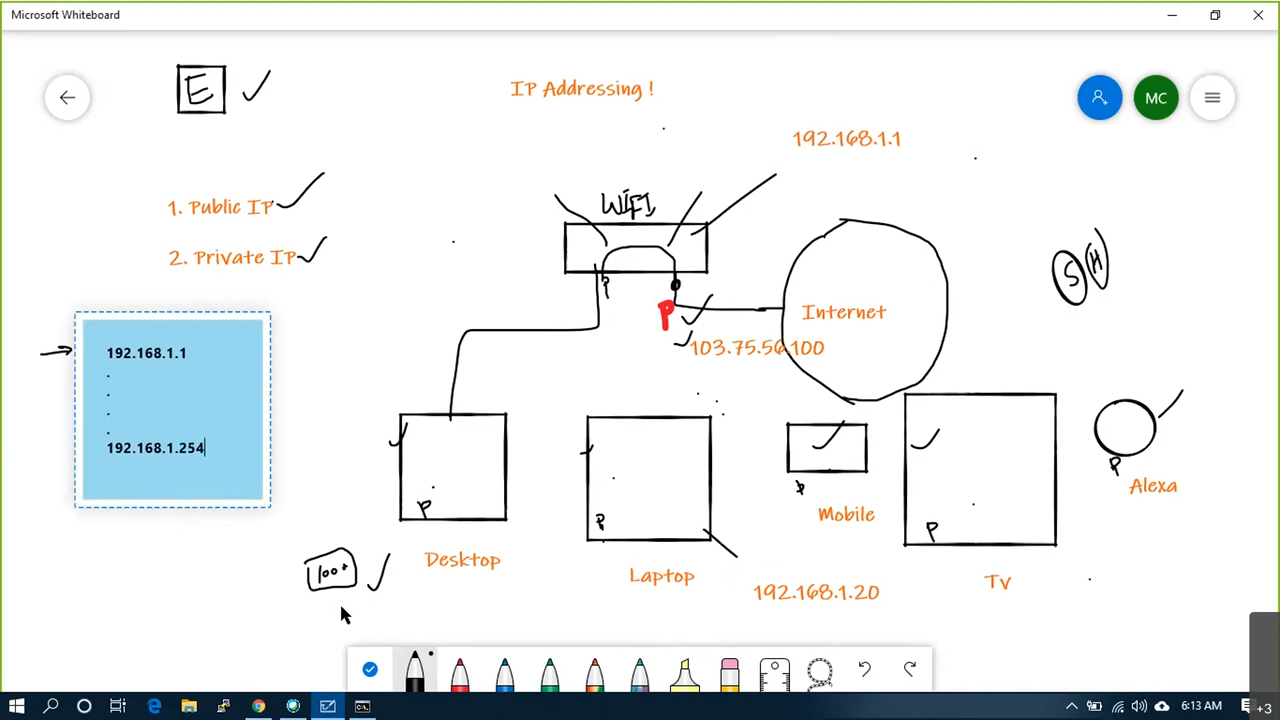 Microsoft Whiteboard
E
IP Addressing !
MC
192.168.1.1
1. Public IP
WIFI
2. Private IP
S H
P
P
Internet
192.168.1.1
.
.
.
.
192.168.1.254
103.75.56.100
P
P
P
P
P
Alexa
Mobile
Desktop
Laptop
Tv
100+
192.168.1.20
6:13 AM
+3